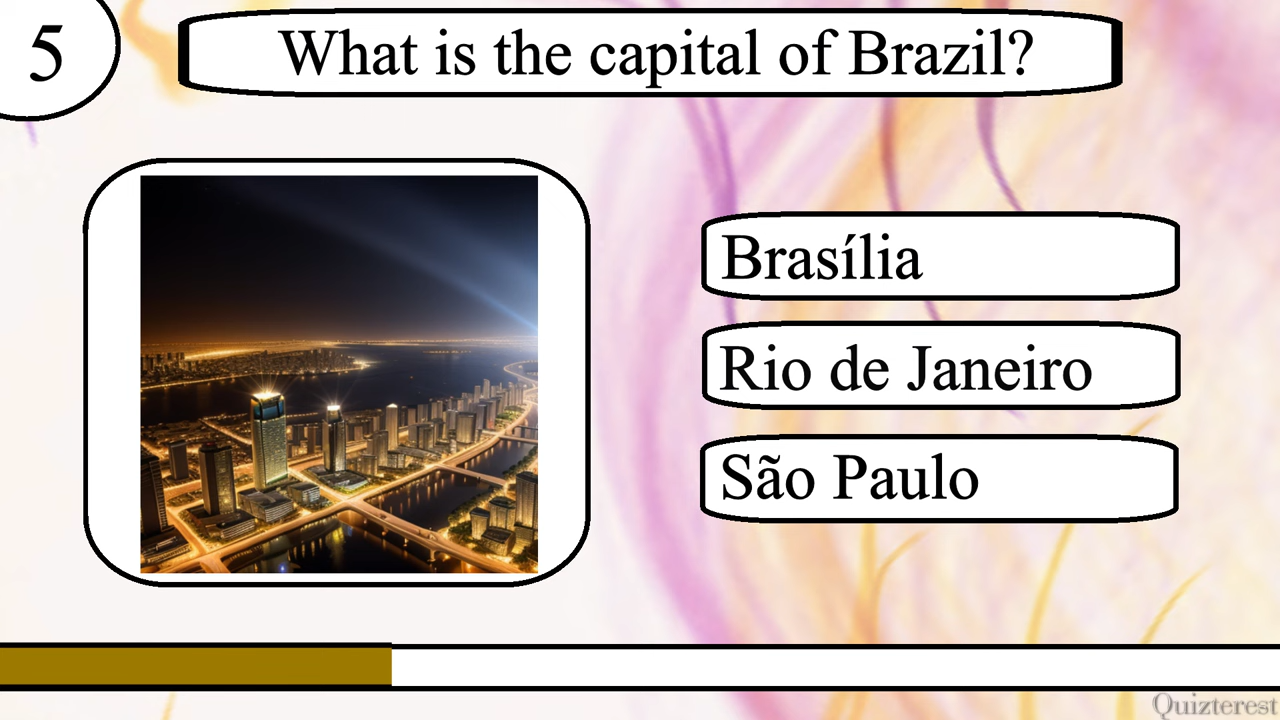 5
What is the capital of Brazil?
Brasília
Rio de Janeiro
São Paulo
Quizterest